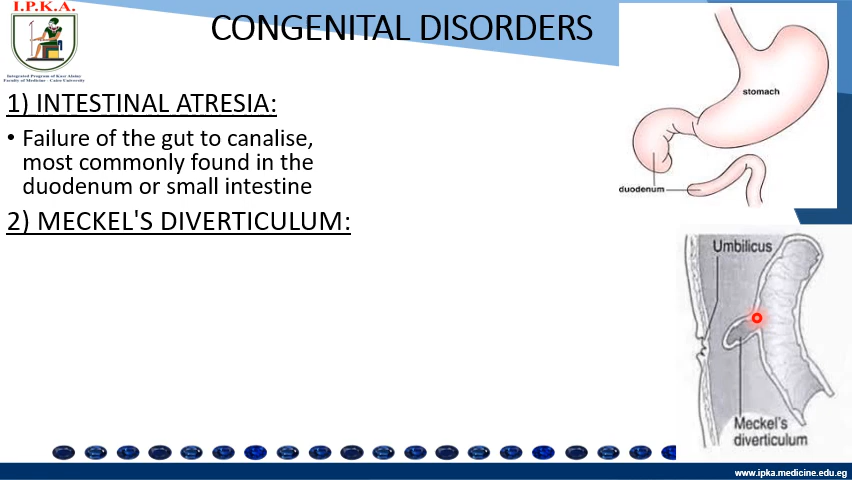 I.P.K.A.
Integrated Program of Kasr Alainy
Faculty of Medicine - Cairo University
CONGENITAL DISORDERS
1) INTESTINAL ATRESIA:
• Failure of the gut to canalise,
most commonly found in the
duodenum or small intestine
2) MECKEL'S DIVERTICULUM:
stomach
duodenum
Umbilicus
Meckel's
diverticulum
www.ipka.medicine.edu.eg